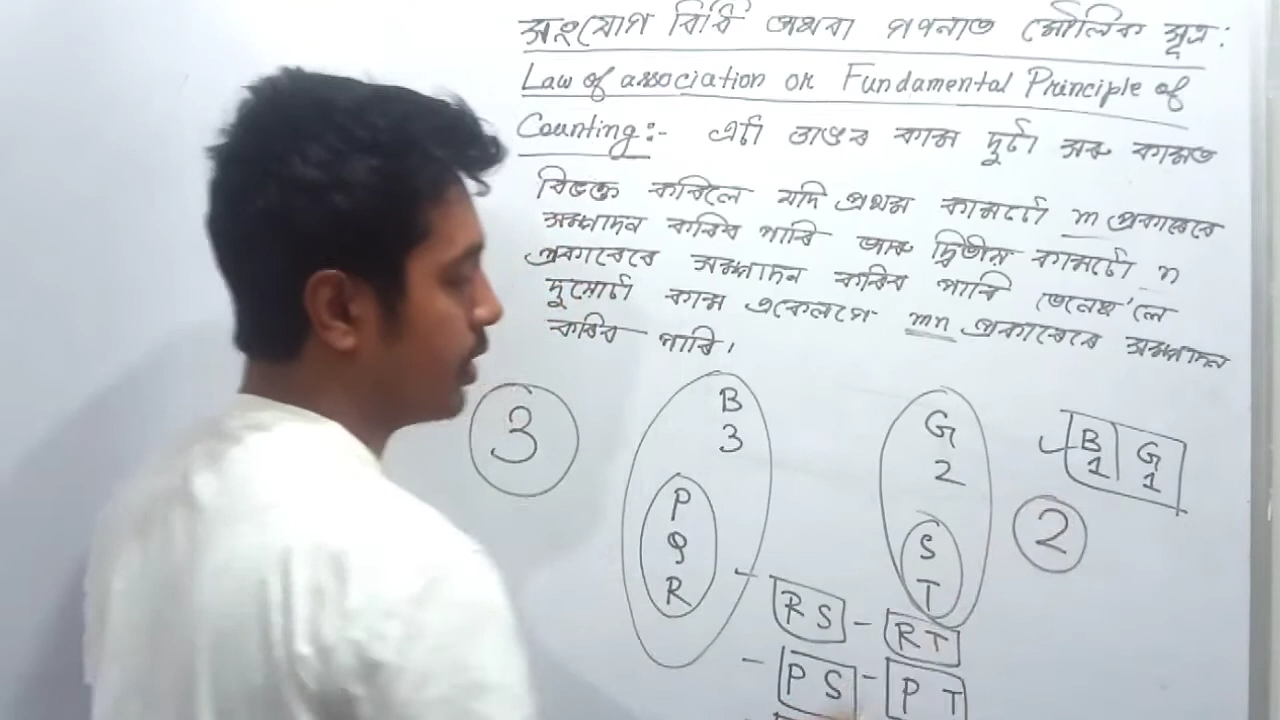 সংযোগ বিধি অথবা গণনাৰ মৌলিক সূত্ৰ:
Law of association or Fundamental Principle of
Counting:- এটা ডাঙৰ কাম দুটা সৰু কামত
বিভক্ত কৰিলে যদি প্ৰথম কামটো m প্ৰকাৰেৰে
সম্পাদন কৰিব পাৰি আৰু দ্বিতীয় কামটো n
প্ৰকাৰেৰে সম্পাদন কৰিব পাৰি তেনেহ'লে
দুয়োটা কাম একেলগে mn প্ৰকাৰেৰে সম্পাদন
কৰিব পাৰি।
3
B
3
P
Q
R
G
2
S
T
B G
1 1
2
RS - RT
- PS - PT